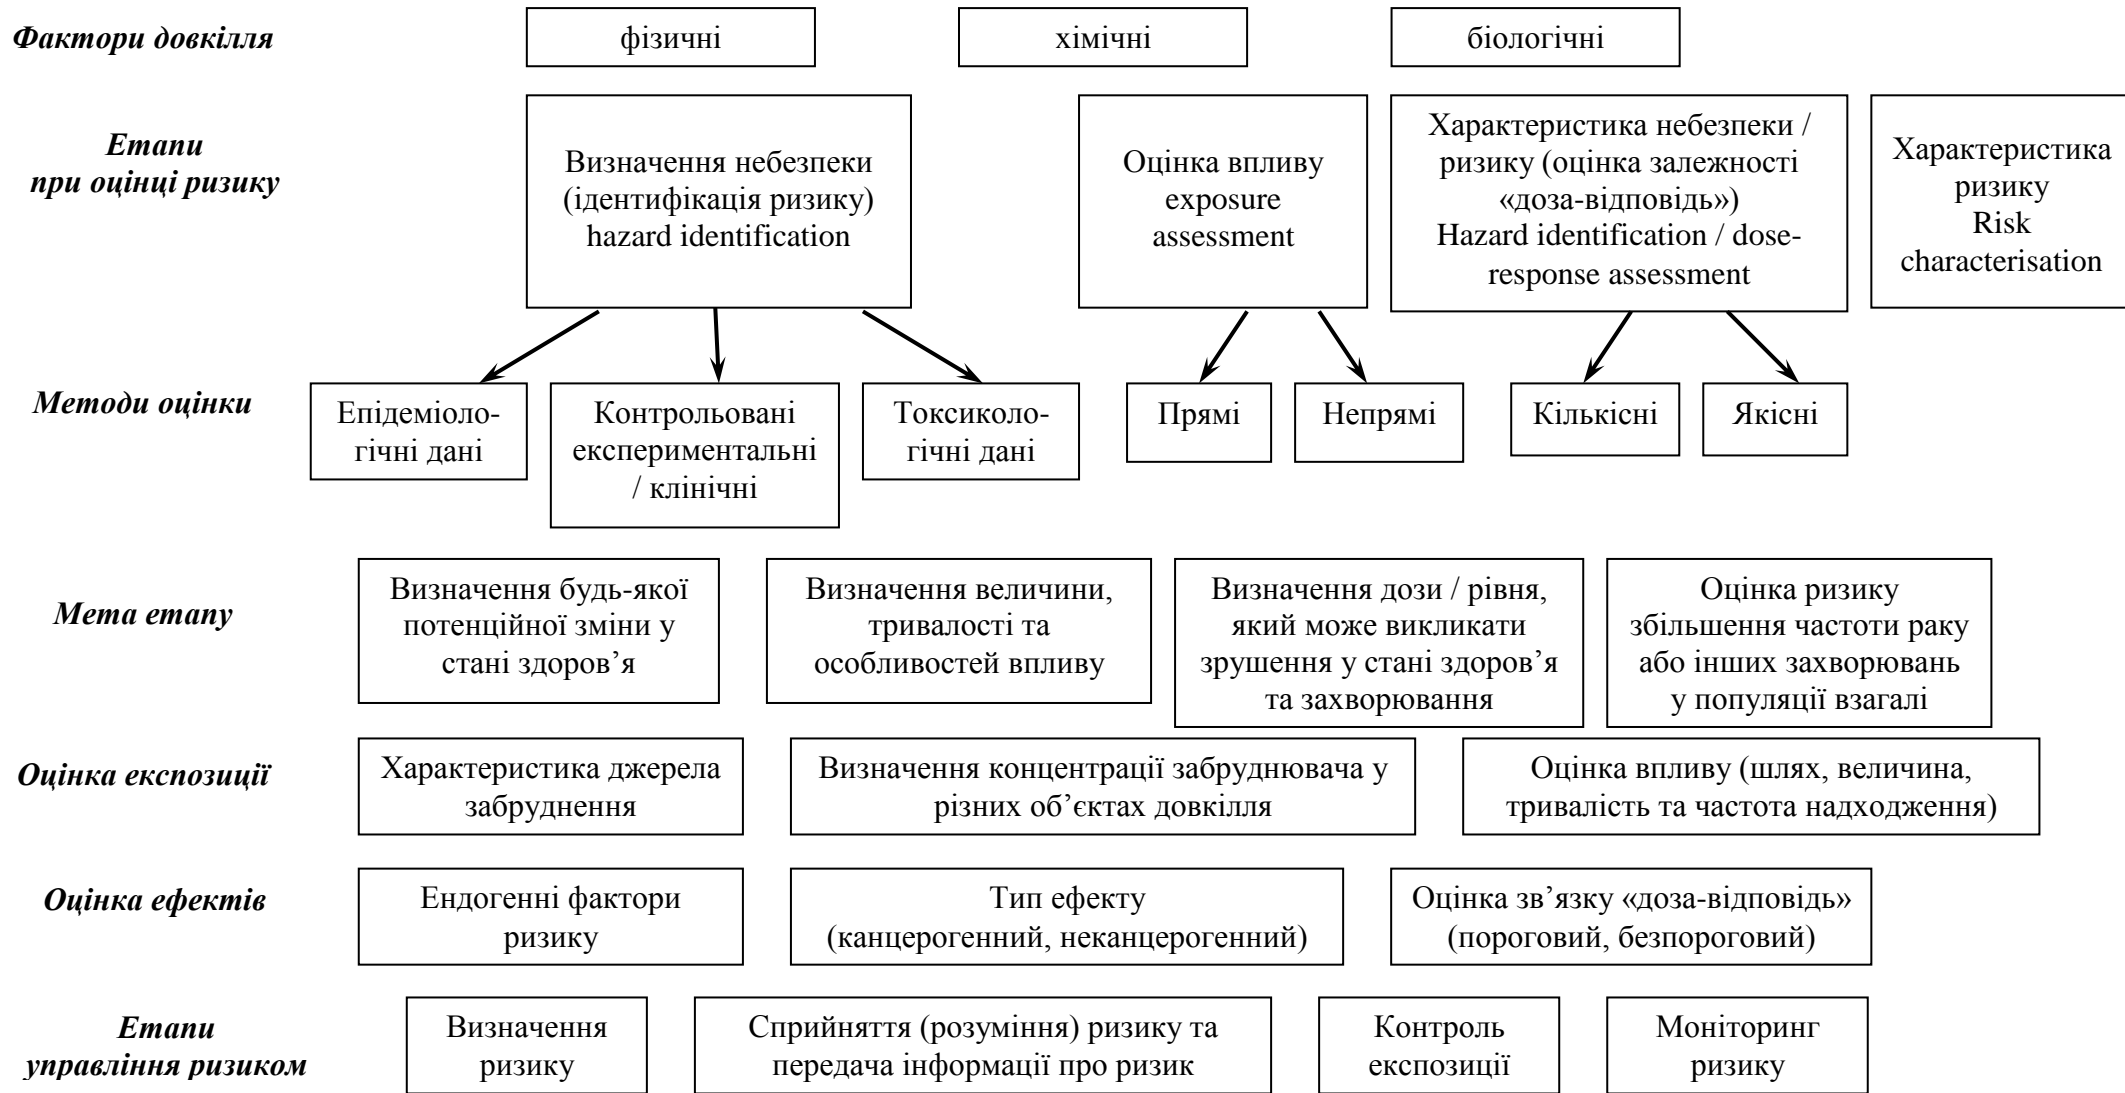 Фактори довкілля
фізичні
хімічні
біологічні
Етапи
при оцінці ризику
Визначення небезпеки
(ідентифікація ризику)
hazard identification
Оцінка впливу
exposure
assessment
Характеристика небезпеки /
ризику (оцінка залежності
«доза-відповідь»)
Hazard identification / dose-
response assessment
Характеристика
ризику
Risk
characterisation
Методи оцінки
Епідеміоло-
гічні дані
Контрольовані
експериментальні
/ клінічні
Токсиколо-
гічні дані
Прямі
Непрямі
Кількісні
Якісні
Мета етапу
Визначення будь-якої
потенційної зміни у
стані здоров’я
Визначення величини,
тривалості та
особливостей впливу
Визначення дози / рівня,
який може викликати
зрушення у стані здоров’я
та захворювання
Оцінка ризику
збільшення частоти раку
або інших захворювань
у популяції взагалі
Оцінка експозиції
Характеристика джерела
забруднення
Визначення концентрації забруднювача у
різних об’єктах довкілля
Оцінка впливу (шлях, величина,
тривалість та частота надходження)
Оцінка ефектів
Ендогенні фактори
ризику
Тип ефекту
(канцерогенний, неканцерогенний)
Оцінка зв’язку «доза-відповідь»
(пороговий, безпороговий)
Етапи
управління ризиком
Визначення
ризику
Сприйняття (розуміння) ризику та
передача інформації про ризик
Контроль
експозиції
Моніторинг
ризику